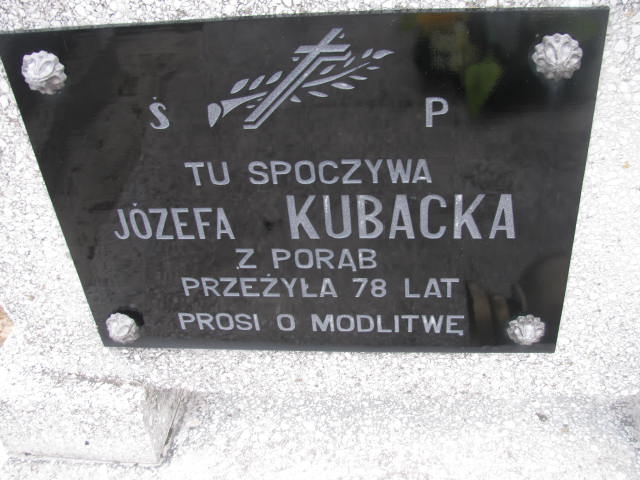 Ś P
TU SPOCZYWA
JÓZEFA KUBACKA
Z PORĄB
PRZEŻYŁA 78 LAT
PROSI O MODLITWĘ